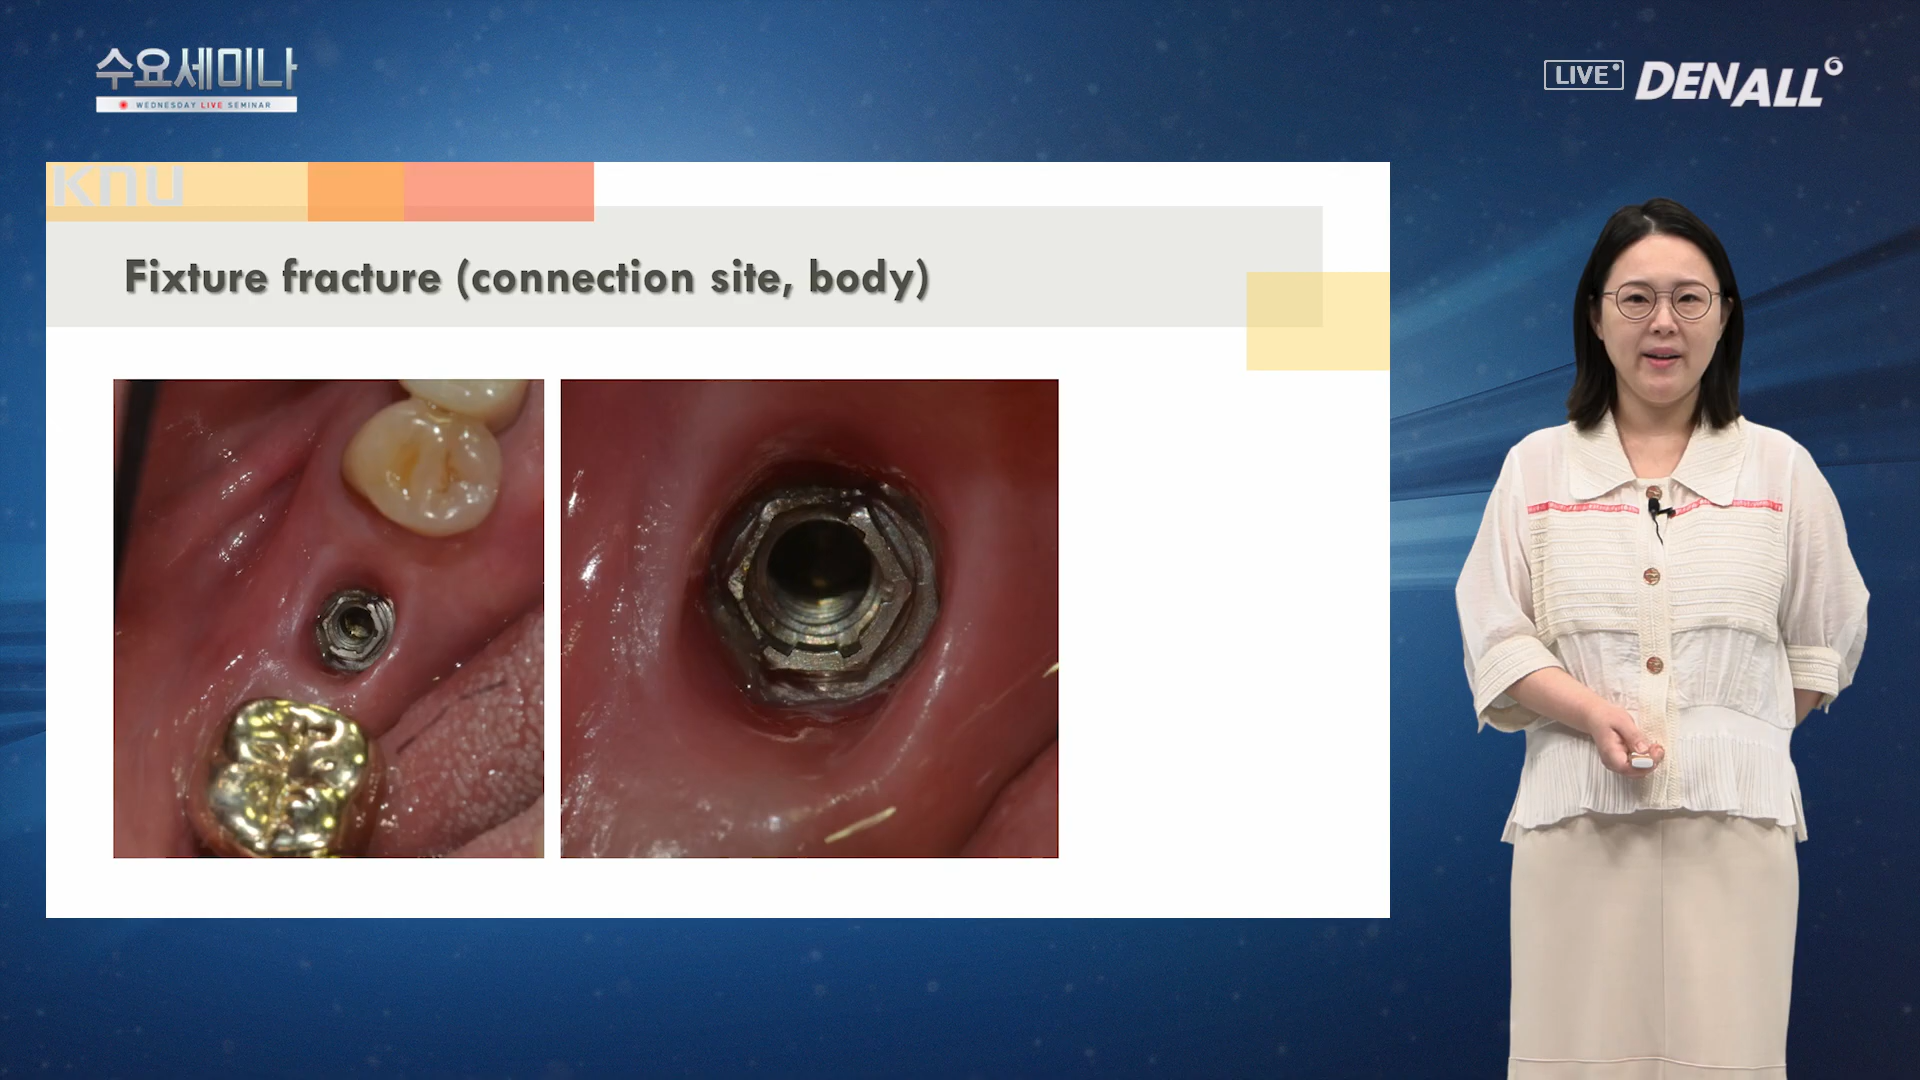 수요세미나
WEDNESDAY LIVE SEMINAR
LIVE
DENALL
KNU
Fixture fracture (connection site, body)